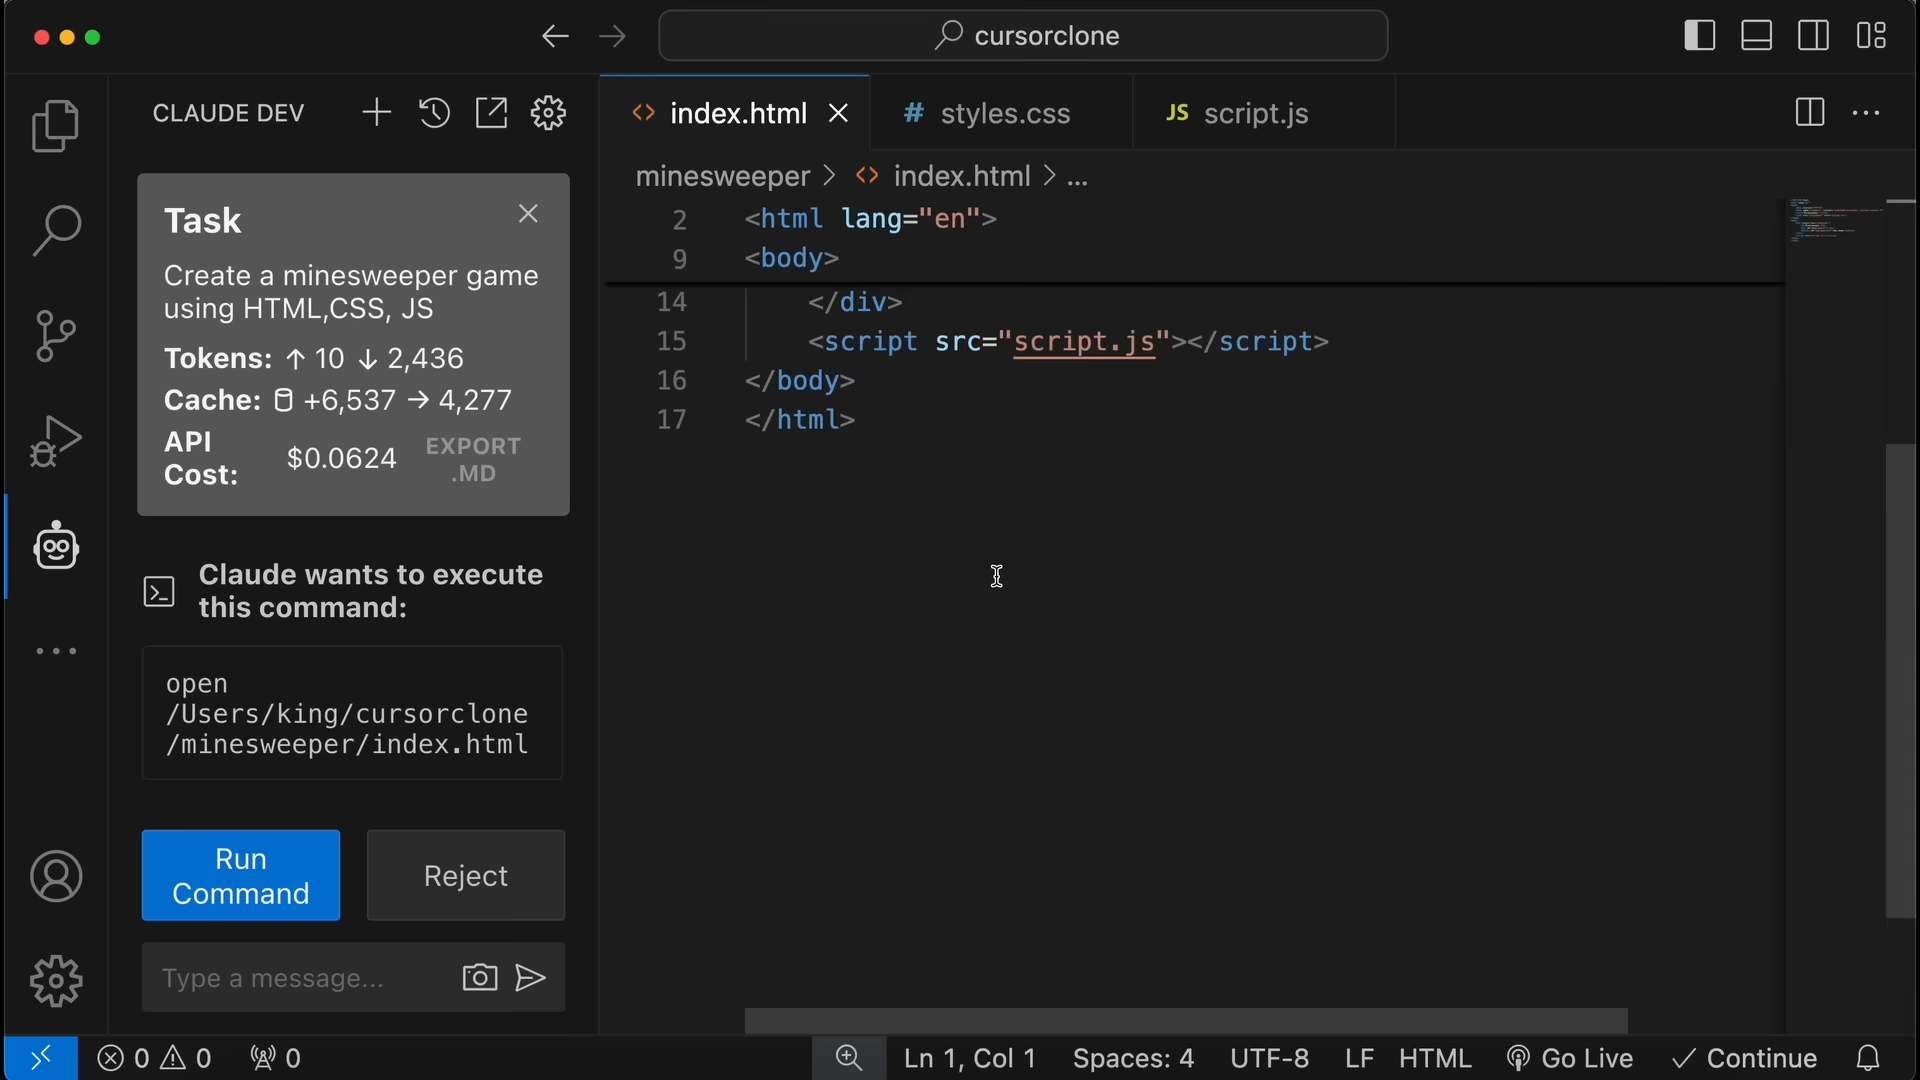 cursorclone
CLAUDE DEV
index.html
# styles.css
JS script.js
minesweeper > <> index.html > ...
Task
Create a minesweeper game
using HTML,CSS, JS
Tokens: ↑ 10 ↓ 2,436
Cache: +6,537 → 4,277
API
Cost:
$0.0624
EXPORT
.MD
Claude wants to execute
this command:
open
/Users/king/cursorclone
/minesweeper/index.html
Run
Command
Reject
Type a message...
2 <html lang="en">
9 <body>
14 </div>
15 <script src="script.js"></script>
16 </body>
17 </html>
0 0 0
Ln 1, Col 1
Spaces: 4
UTF-8
LF
HTML
Go Live
Continue